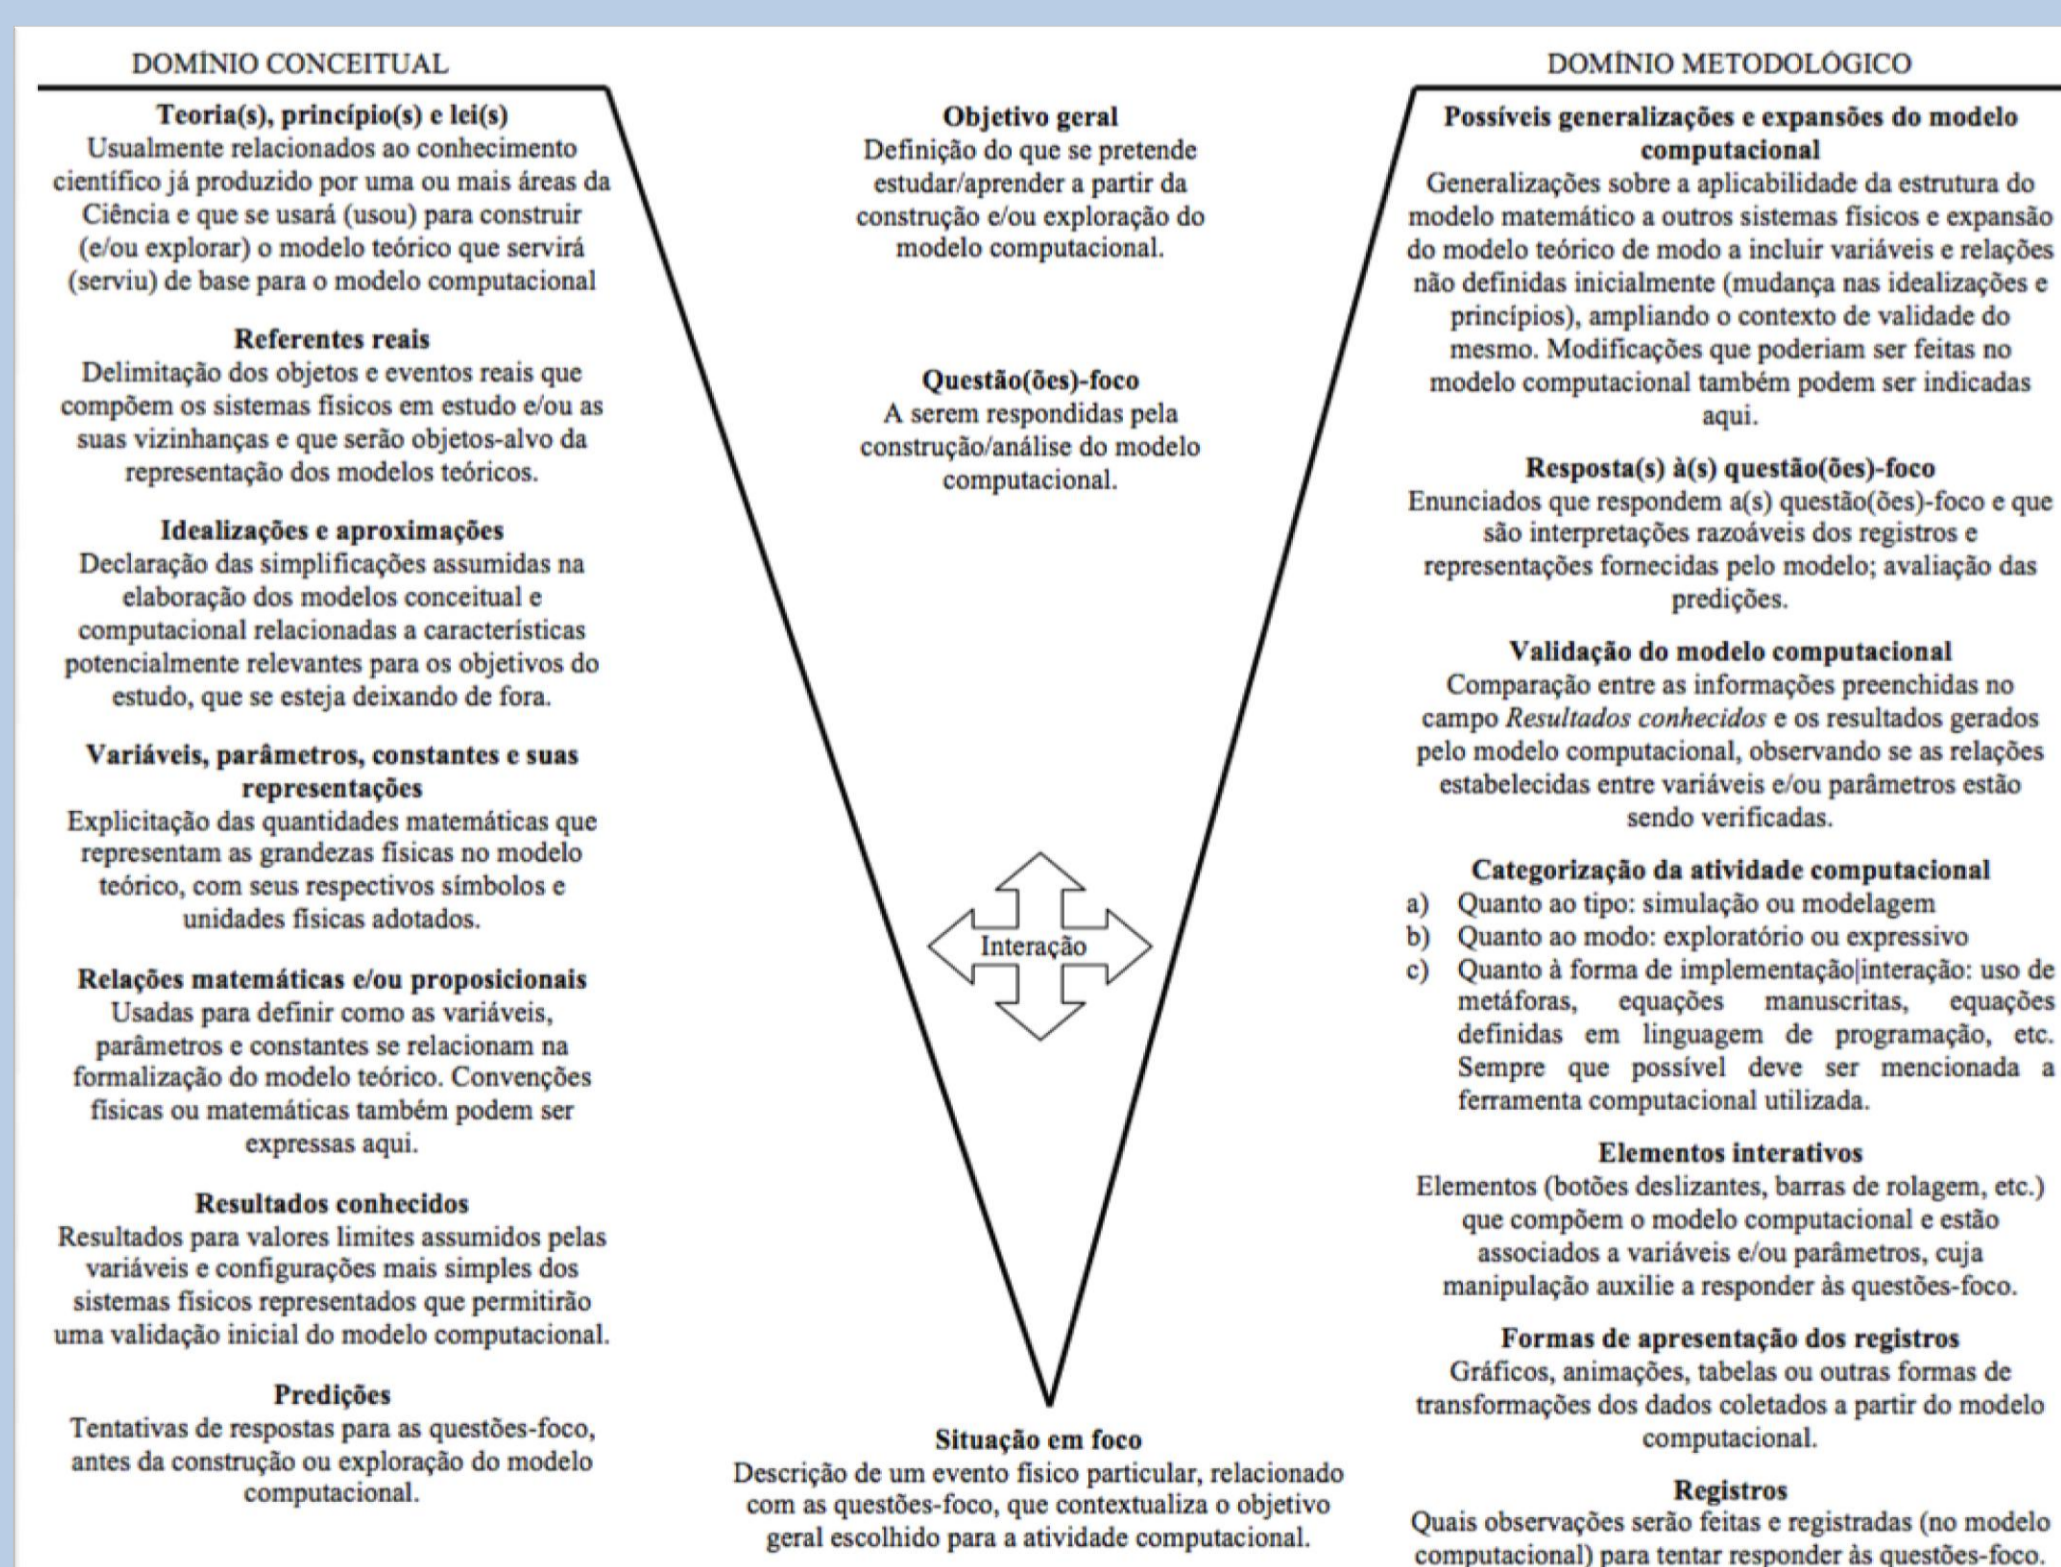 DOMÍNIO CONCEITUAL
Teoria(s), princípio(s) e lei(s)
Usualmente relacionados ao conhecimento
científico já produzido por uma ou mais áreas da
Ciência e que se usará (usou) para construir
(e/ou explorar) o modelo teórico que servirá
(serviu) de base para o modelo computacional
Referentes reais
Delimitação dos objetos e eventos reais que
compõem os sistemas físicos em estudo e/ou as
suas vizinhanças e que serão objetos-alvo da
representação dos modelos teóricos.
Idealizações e aproximações
Declaração das simplificações assumidas na
elaboração dos modelos conceitual e
computacional relacionadas a características
potencialmente relevantes para os objetivos do
estudo, que se esteja deixando de fora.
Variáveis, parâmetros, constantes e suas
representações
Explicitação das quantidades matemáticas que
representam as grandezas físicas no modelo
teórico, com seus respectivos símbolos e
unidades físicas adotados.
Relações matemáticas e/ou proposicionais
Usadas para definir como as variáveis,
parâmetros e constantes se relacionam na
formalização do modelo teórico. Convenções
físicas ou matemáticas também podem ser
expressas aqui.
Resultados conhecidos
Resultados para valores limites assumidos pelas
variáveis e configurações mais simples dos
sistemas físicos representados que permitirão
uma validação inicial do modelo computacional.
Predições
Tentativas de respostas para as questões-foco,
antes da construção ou exploração do modelo
computacional.
Objetivo geral
Definição do que se pretende
estudar/aprender a partir da
construção e/ou exploração do
modelo computacional.
Questão(ões)-foco
A serem respondidas pela
construção/análise do modelo
computacional.
Interação
Situação em foco
Descrição de um evento físico particular, relacionado
com as questões-foco, que contextualiza o objetivo
geral escolhido para a atividade computacional.
DOMÍNIO METODOLÓGICO
Possíveis generalizações e expansões do modelo
computacional
Generalizações sobre a aplicabilidade da estrutura do
modelo matemático a outros sistemas físicos e expansão
do modelo teórico de modo a incluir variáveis e relações
não definidas inicialmente (mudança nas idealizações e
princípios), ampliando o contexto de validade do
mesmo. Modificações que poderiam ser feitas no
modelo computacional também podem ser indicadas
aqui.
Resposta(s) à(s) questão(ões)-foco
Enunciados que respondem a(s) questão(ões)-foco e que
são interpretações razoáveis dos registros e
representações fornecidas pelo modelo; avaliação das
predições.
Validação do modelo computacional
Comparação entre as informações preenchidas no
campo Resultados conhecidos e os resultados gerados
pelo modelo computacional, observando se as relações
estabelecidas entre variáveis e/ou parâmetros estão
sendo verificadas.
Categorização da atividade computacional
a) Quanto ao tipo: simulação ou modelagem
b) Quanto ao modo: exploratório ou expressivo
c) Quanto à forma de implementação|interação: uso de
metáforas, equações manuscritas, equações
definidas em linguagem de programação, etc.
Sempre que possível deve ser mencionada a
ferramenta computacional utilizada.
Elementos interativos
Elementos (botões deslizantes, barras de rolagem, etc.)
que compõem o modelo computacional e estão
associados a variáveis e/ou parâmetros, cuja
manipulação auxilie a responder às questões-foco.
Formas de apresentação dos registros
Gráficos, animações, tabelas ou outras formas de
transformações dos dados coletados a partir do modelo
computacional.
Registros
Quais observações serão feitas e registradas (no modelo
computacional) para tentar responder às questões-foco.